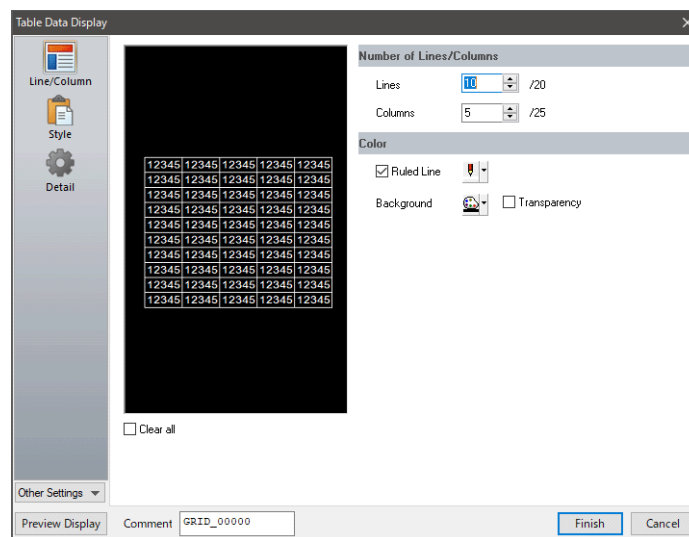 Table Data Display
Line/Column
Style
Detail
12345 12345 12345 12345 12345
12345 12345 12345 12345 12345
12345 12345 12345 12345 12345
12345 12345 12345 12345 12345
12345 12345 12345 12345 12345
12345 12345 12345 12345 12345
12345 12345 12345 12345 12345
12345 12345 12345 12345 12345
12345 12345 12345 12345 12345
12345 12345 12345 12345 12345
Clear all
Number of Lines/Columns
Lines 10 /20
Columns 5 /25
Color
Ruled Line
Background Transparency
Other Settings
Preview Display Comment GRID_00000 Finish Cancel